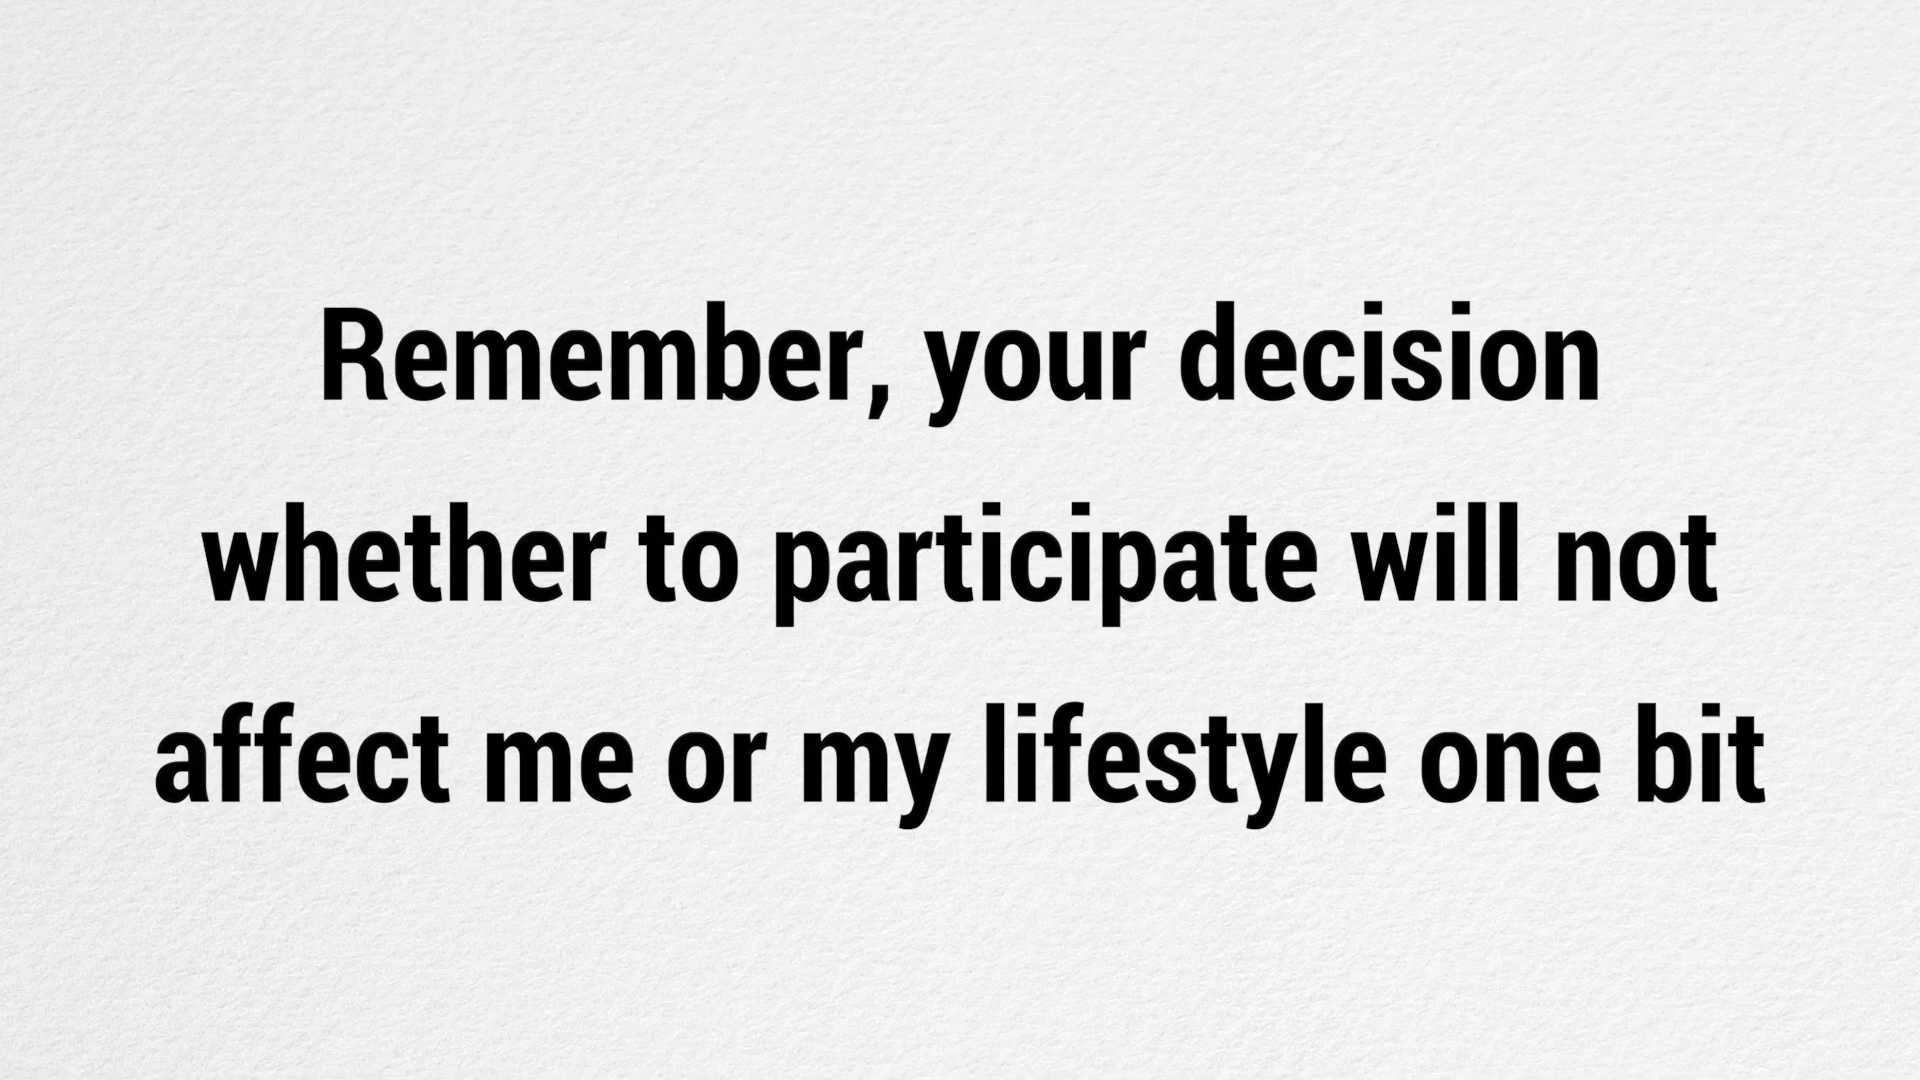 Remember, your decision
whether to participate will not
affect me or my lifestyle one bit